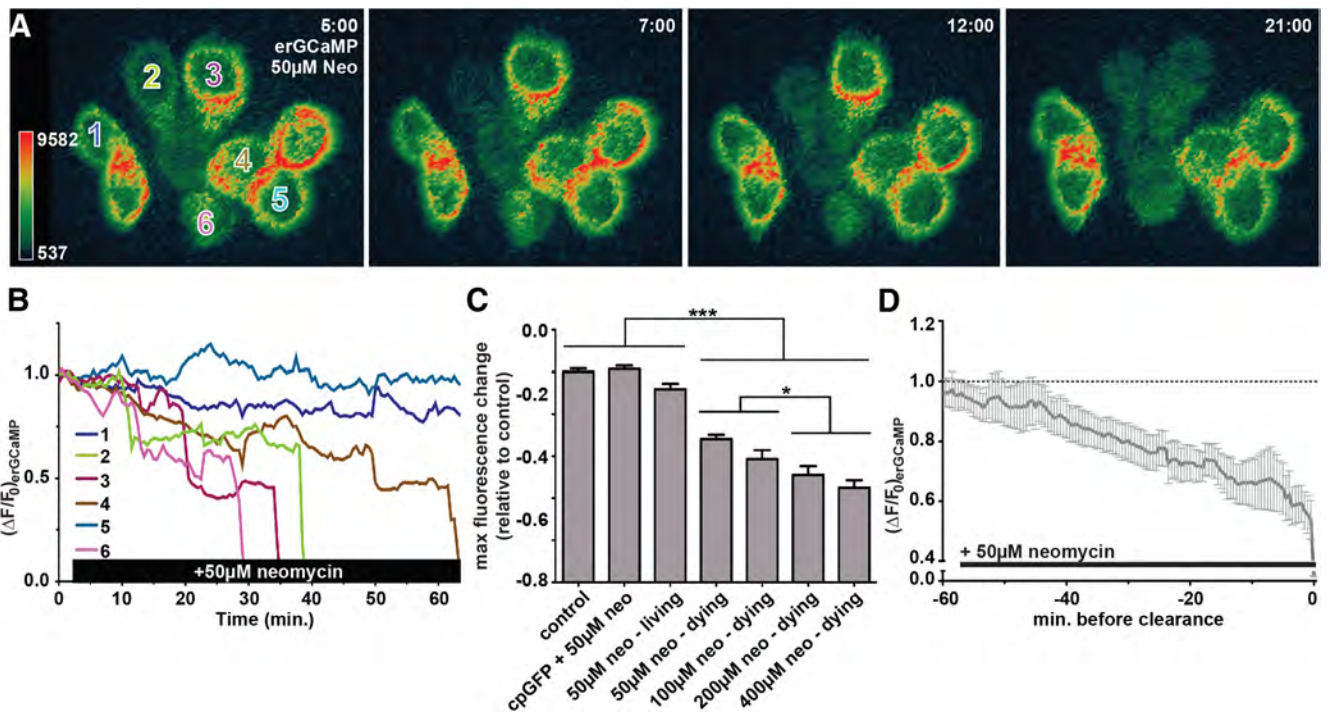 A
5:00
erGCaMP
50µM Neo
7:00
12:00
21:00
1
2
3
4
5
6
9582
537
B
(ΔF/F0)erGCaMP
1.0
0.5
0.0
1
2
3
4
5
6
+50µM neomycin
0 10 20 30 40 50 60
Time (min.)
C
max fluorescence change
(relative to control)
0.0
-0.2
-0.4
-0.6
-0.8
***
*
control
cpGFP + 50µM neo
50µM neo - living
50µM neo - dying
100µM neo - dying
200µM neo - dying
400µM neo - dying
D
(ΔF/F0)erGCaMP
1.2
1.0
0.8
0.6
0.4
0.0
+ 50µM neomycin
-60 -40 -20 0
min. before clearance